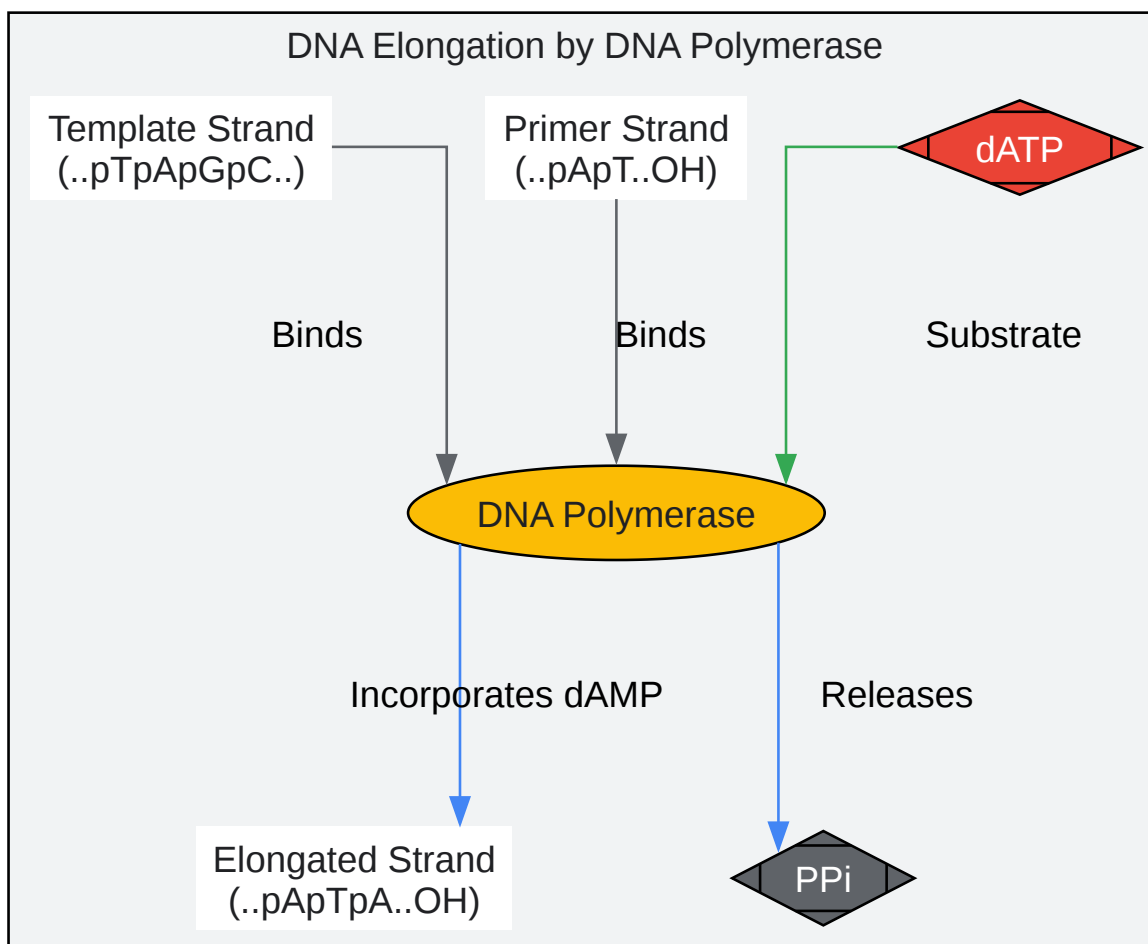 DNA Elongation by DNA Polymerase
Template Strand
(..pTpApGpC..)
Primer Strand
(..pApT..OH)
dATP
Binds
Binds
Substrate
DNA Polymerase
Incorporates dAMP
Releases
Elongated Strand
(..pApTpA..OH)
PPi